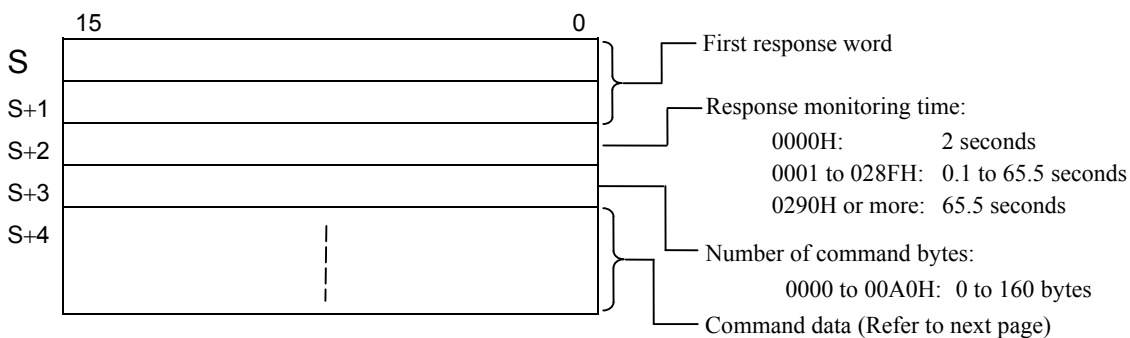 15 0
S
S+1
S+2
S+3
S+4
First response word
Response monitoring time:
0000H: 2 seconds
0001 to 028FH: 0.1 to 65.5 seconds
0290H or more: 65.5 seconds
Number of command bytes:
0000 to 00A0H: 0 to 160 bytes
Command data (Refer to next page)